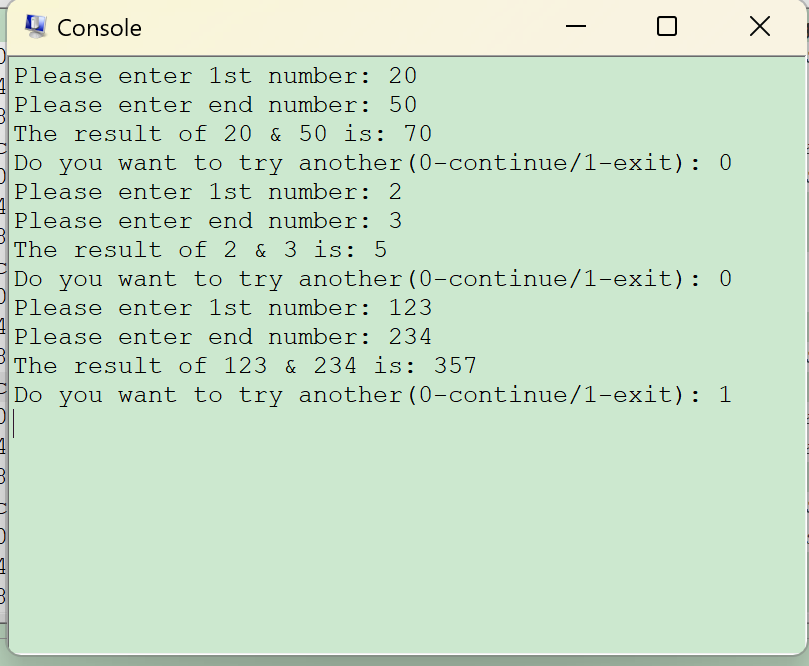 Console
Please enter 1st number: 20
Please enter end number: 50
The result of 20 & 50 is: 70
Do you want to try another(0-continue/1-exit): 0
Please enter 1st number: 2
Please enter end number: 3
The result of 2 & 3 is: 5
Do you want to try another(0-continue/1-exit): 0
Please enter 1st number: 123
Please enter end number: 234
The result of 123 & 234 is: 357
Do you want to try another(0-continue/1-exit): 1